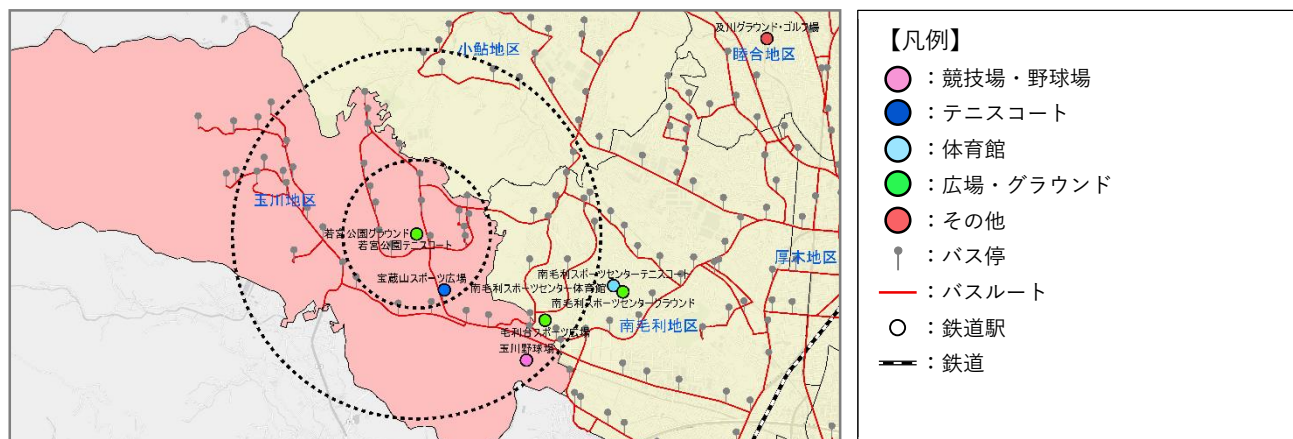 及川グラウンド・ゴルフ場
小鮎地区
睦合地区
玉川地区
若宮公園グラウンド
若宮公園テニスコート
厚木地区
宝蔵山スポーツ広場
南毛利スポーツセンターテニスコート
南毛利スポーツセンター体育館
南毛利スポーツセンターグラウンド
南毛利地区
毛利台スポーツ広場
玉川野球場
【凡例】
：競技場・野球場
：テニスコート
：体育館
：広場・グラウンド
：その他
：バス停
：バスルート
：鉄道駅
：鉄道